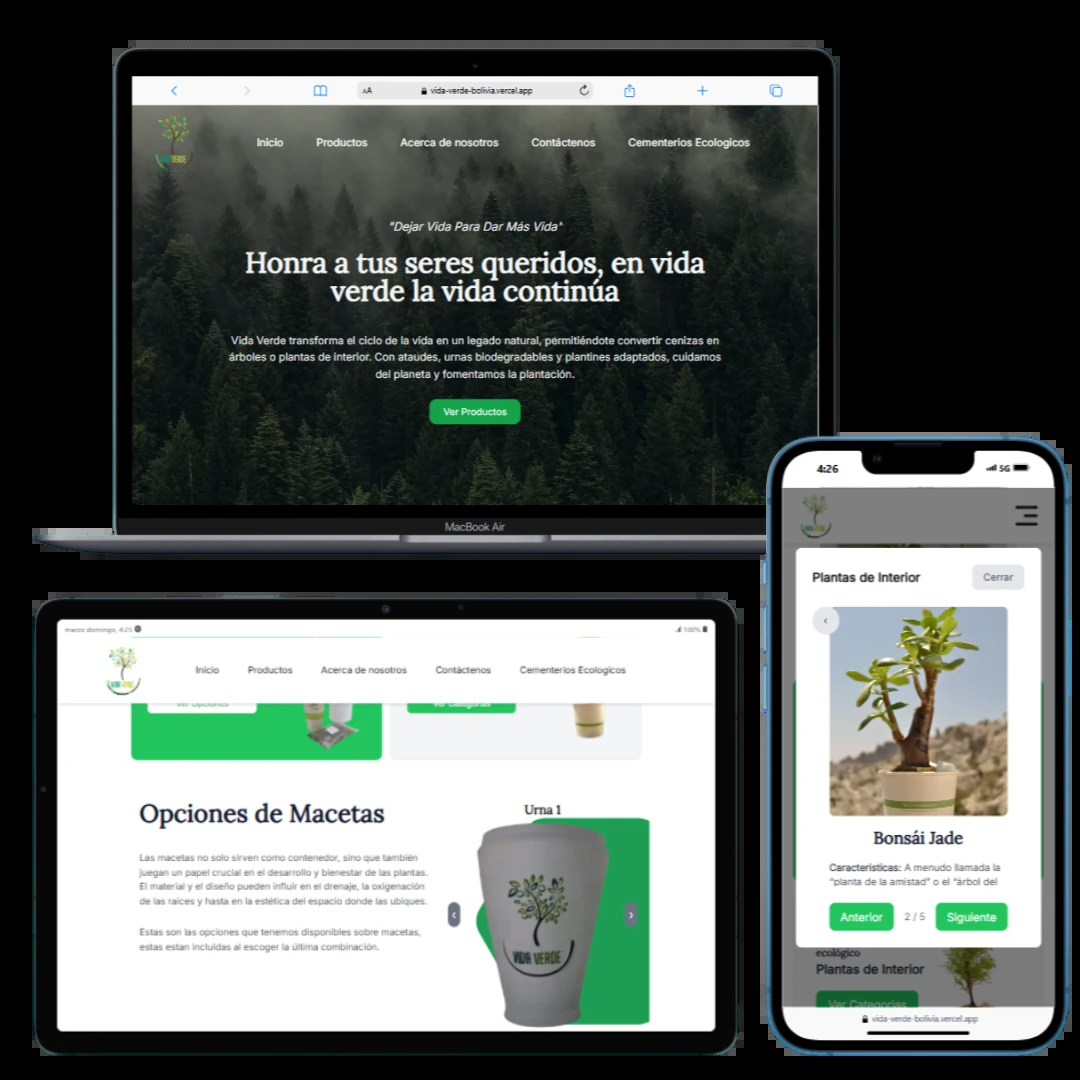 AA
vida-verde-bolivia.vercel.app
VIDA VERDE
Inicio
Productos
Acerca de nosotros
Contáctenos
Cementerios Ecologicos
"Dejar Vida Para Dar Más Vida"
Honra a tus seres queridos, en vida
verde la vida continúa
Vida Verde transforma el ciclo de la vida en un legado natural, permitiéndote convertir cenizas en
árboles o plantas de interior. Con ataudes, urnas biodegradables y plantines adaptados, cuidamos
del planeta y fomentamos la plantación.
Ver Productos
MacBook Air
marzo domingo, 4:25
100%
VIDA VERDE
Inicio
Productos
Acerca de nosotros
Contáctenos
Cementerios Ecologicos
Ver Opciones
Ver Categorias
Opciones de Macetas
Las macetas no solo sirven como contenedor, sino que también
juegan un papel crucial en el desarrollo y bienestar de las plantas.
El material y el diseño pueden influir en el drenaje, la oxigenación
de las raíces y hasta en la estética del espacio donde las ubiques.
Estas son las opciones que tenemos disponibles sobre macetas,
estas estan incluidas al escoger la última combinación.
Urna 1
VIDA VERDE
4:26
5G
Plantas de Interior
Cerrar
Bonsái Jade
Características: A menudo llamada la
"planta de la amistad" o el "árbol del
Anterior
2 / 5
Siguiente
ecológico
Plantas de Interior
Ver Categorias
vida-verde-bolivia.vercel.app